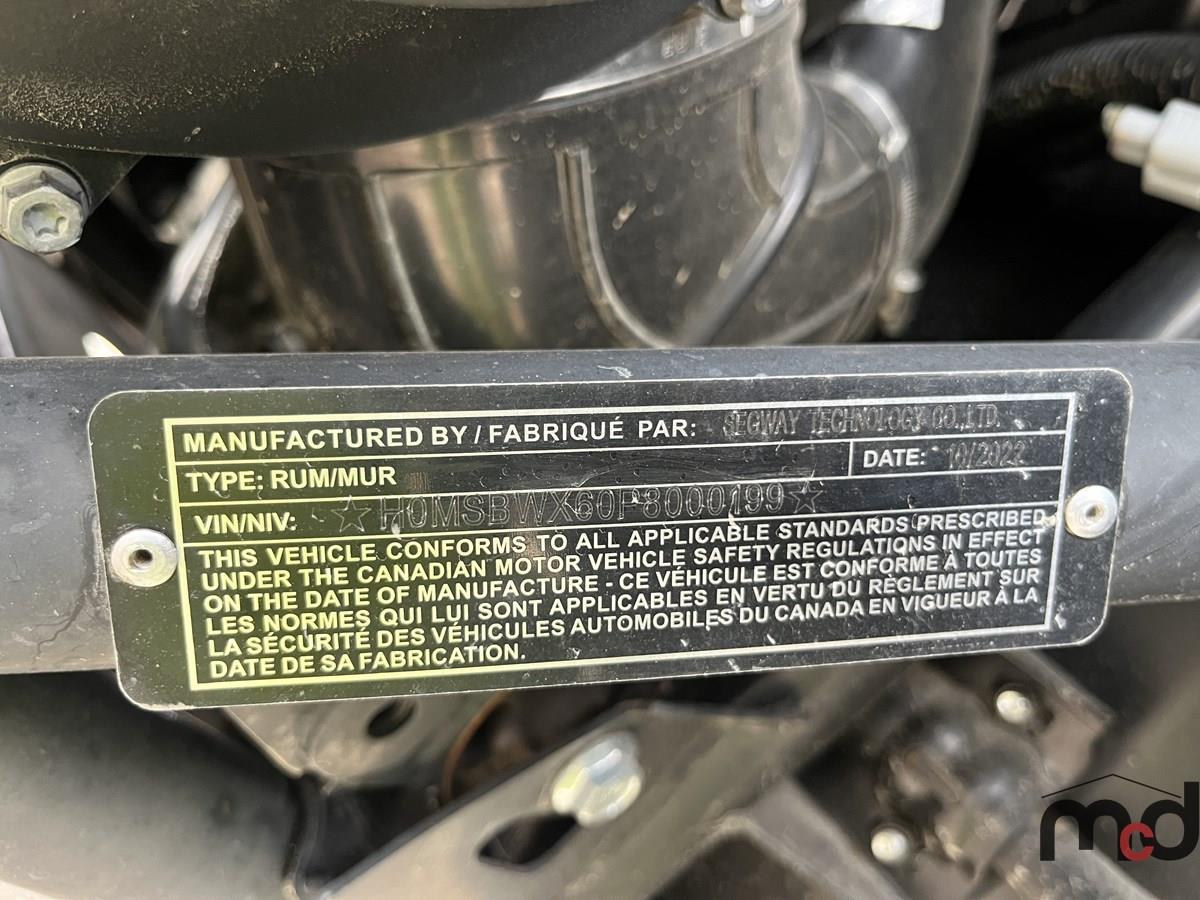 MANUFACTURED BY / FABRIQUÉ PAR: SEGWAY TECHNOLOGY CO.,LTD.
TYPE: RUM/MUR DATE: 10/2022
VIN/NIV: ☆H0MSBWX60P8000199☆
THIS VEHICLE CONFORMS TO ALL APPLICABLE STANDARDS PRESCRIBED
UNDER THE CANADIAN MOTOR VEHICLE SAFETY REGULATIONS IN EFFECT
ON THE DATE OF MANUFACTURE - CE VÉHICULE EST CONFORME À TOUTES
LES NORMES QUI LUI SONT APPLICABLES EN VERTU DU RÈGLEMENT SUR
LA SÉCURITÉ DES VÉHICULES AUTOMOBILES DU CANADA EN VIGUEUR À LA
DATE DE SA FABRICATION.
mcd